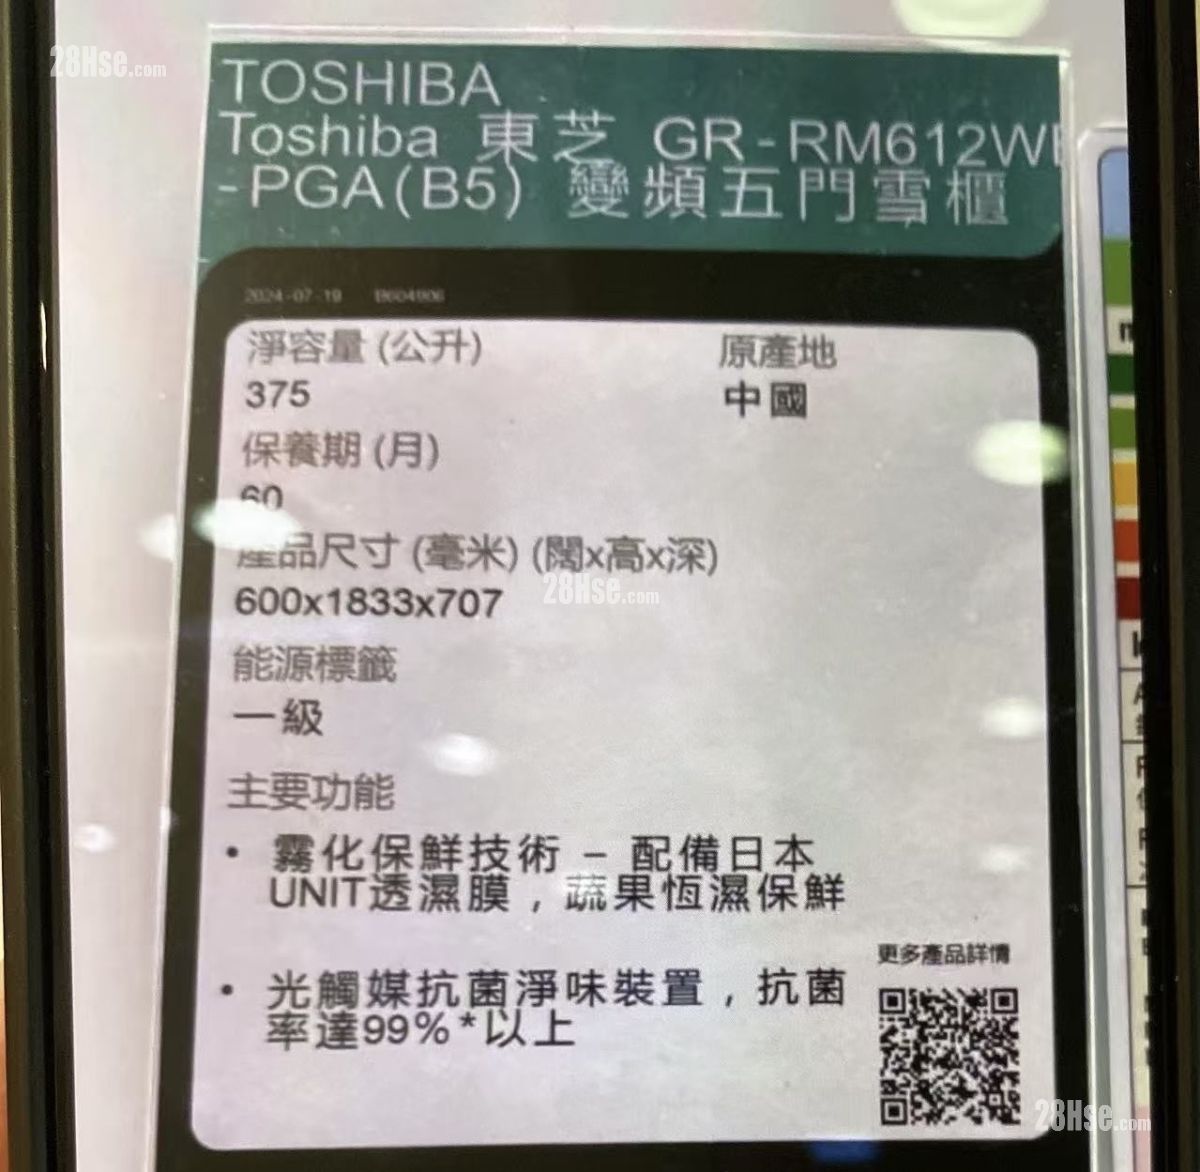 28Hse.com
TOSHIBA
Toshiba 東芝 GR-RM612WE
-PGA(B5) 變頻五門雪櫃
2024-07-19
淨容量 (公升)
原產地
375
中國
保養期 (月)
60
產品尺寸 (毫米) (闊x高x深)
28Hse.com
600x1833x707
能源標籤
一級
主要功能
• 霧化保鮮技術 – 配備日本
UNIT透濕膜，蔬果恆濕保鮮
更多產品詳情
• 光觸媒抗菌淨味裝置，抗菌
率達99%*以上
28Hse.com